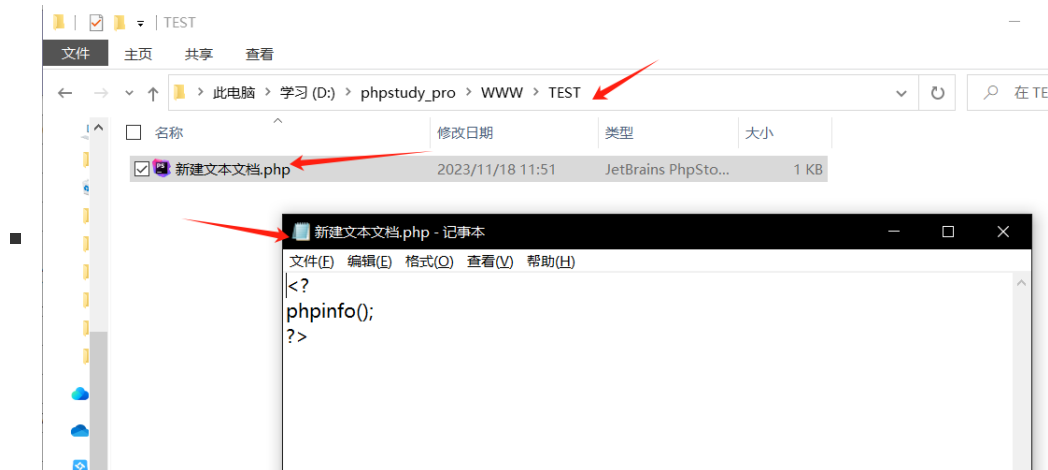 TEST
文件 主页 共享 查看
此电脑 学习 (D:) phpstudy_pro WWW TEST
在 TE
名称 修改日期 类型 大小
新建文本文档.php 2023/11/18 11:51 JetBrains PhpSto... 1 KB
新建文本文档.php - 记事本
文件(F) 编辑(E) 格式(O) 查看(V) 帮助(H)
<?
phpinfo();
?>